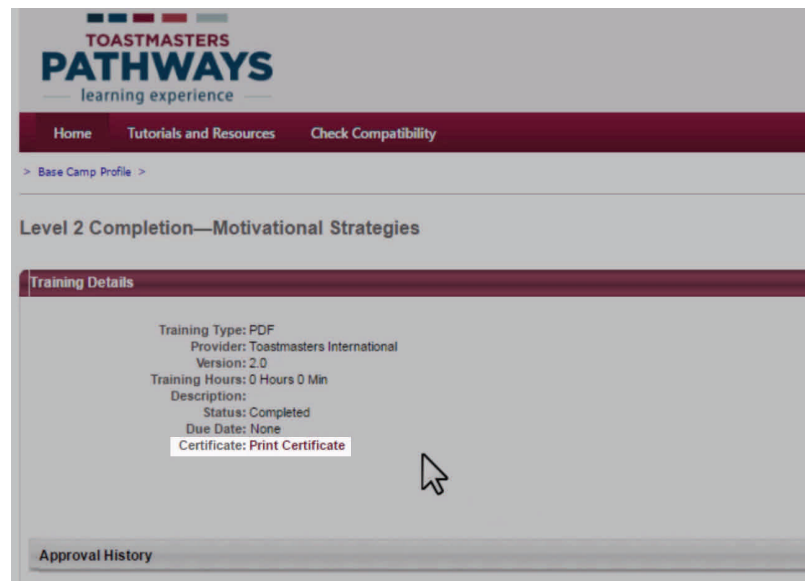 TOASTMASTERS
PATHWAYS
learning experience
Home Tutorials and Resources Check Compatibility
> Base Camp Profile >
Level 2 Completion—Motivational Strategies
Training Details
Training Type: PDF
Provider: Toastmasters International
Version: 2.0
Training Hours: 0 Hours 0 Min
Description:
Status: Completed
Due Date: None
Certificate: Print Certificate
Approval History